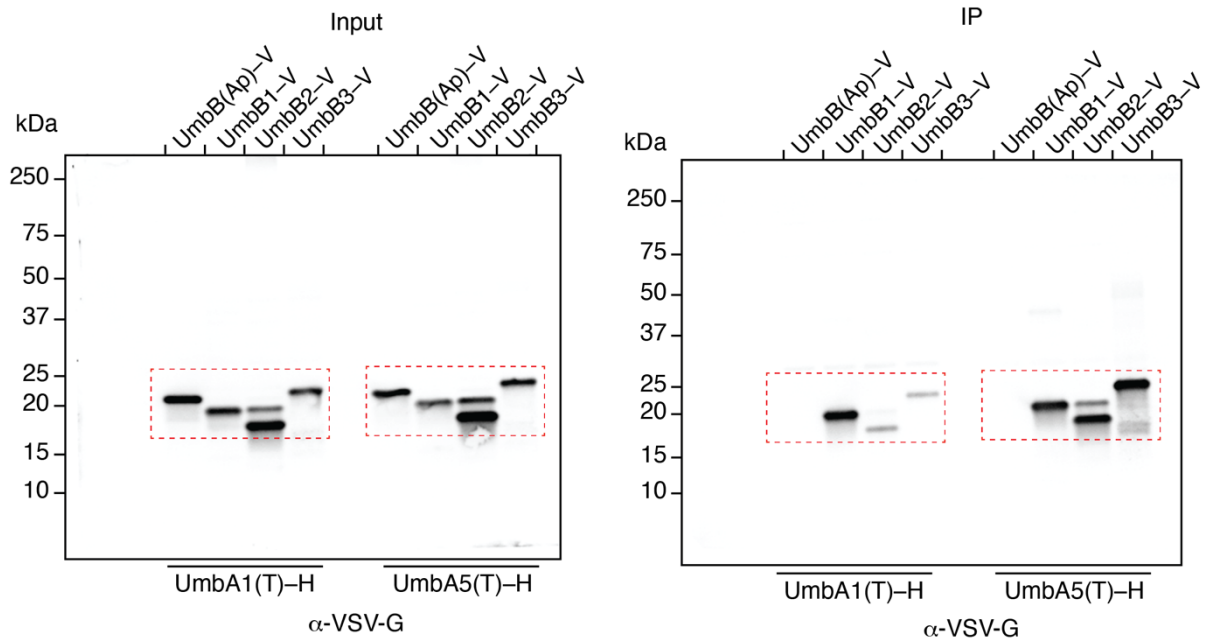 Input
kDa
UmbB(Ap)–V
UmbB1–V
UmbB2–V
UmbB3–V
UmbB(Ap)–V
UmbB1–V
UmbB2–V
UmbB3–V
250
75
50
37
25
20
15
10
UmbA1(T)–H
UmbA5(T)–H
α-VSV-G
IP
kDa
UmbB(Ap)–V
UmbB1–V
UmbB2–V
UmbB3–V
UmbB(Ap)–V
UmbB1–V
UmbB2–V
UmbB3–V
250
75
50
37
25
20
15
10
UmbA1(T)–H
UmbA5(T)–H
α-VSV-G